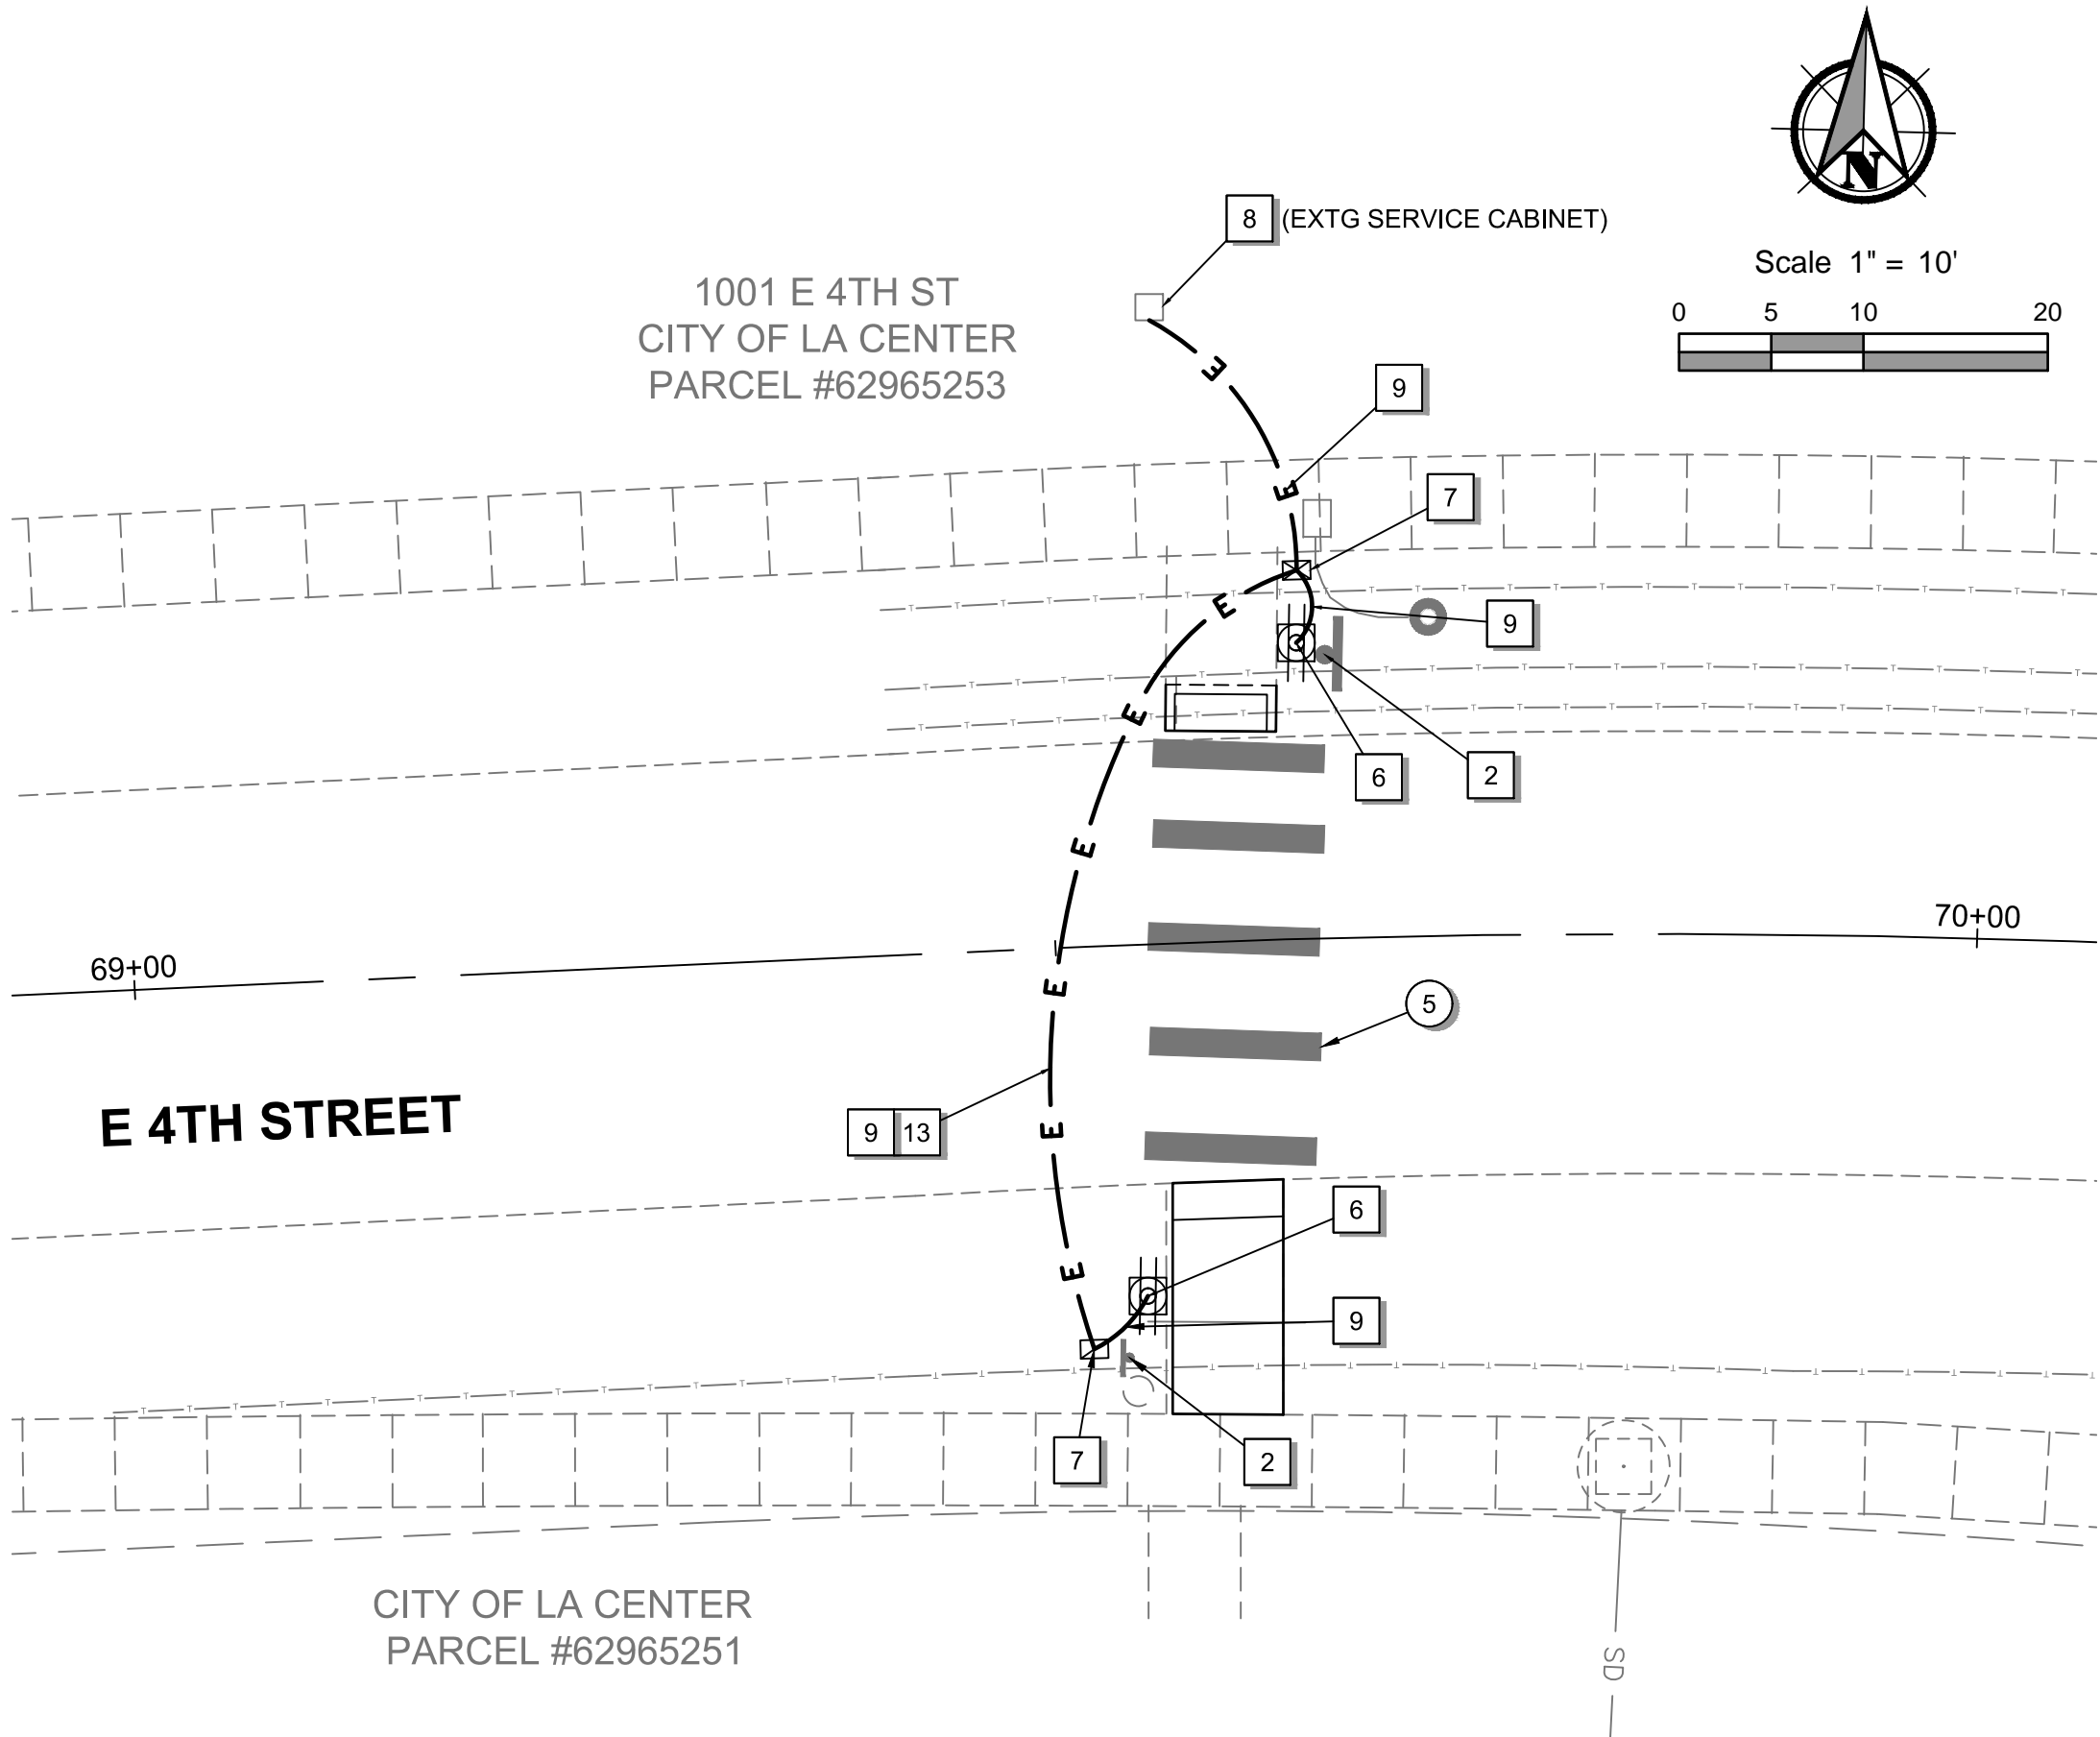 N
8 (EXTG SERVICE CABINET)
Scale 1" = 10'
0 5 10 20
1001 E 4TH ST
CITY OF LA CENTER
PARCEL #62965253
9
7
9
6
2
E
E
E
E
E
E
E
E
70+00
69+00
5
E 4TH STREET
9 13
6
9
7
2
CITY OF LA CENTER
PARCEL #62965251
SD